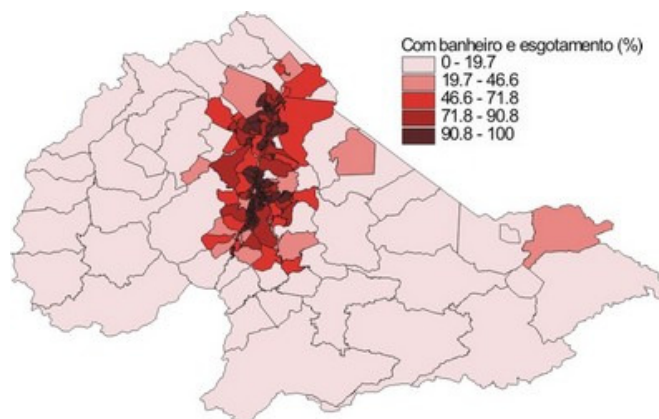 Com banheiro e esgotamento (%)
0 - 19.7
19.7 - 46.6
46.6 - 71.8
71.8 - 90.8
90.8 - 100